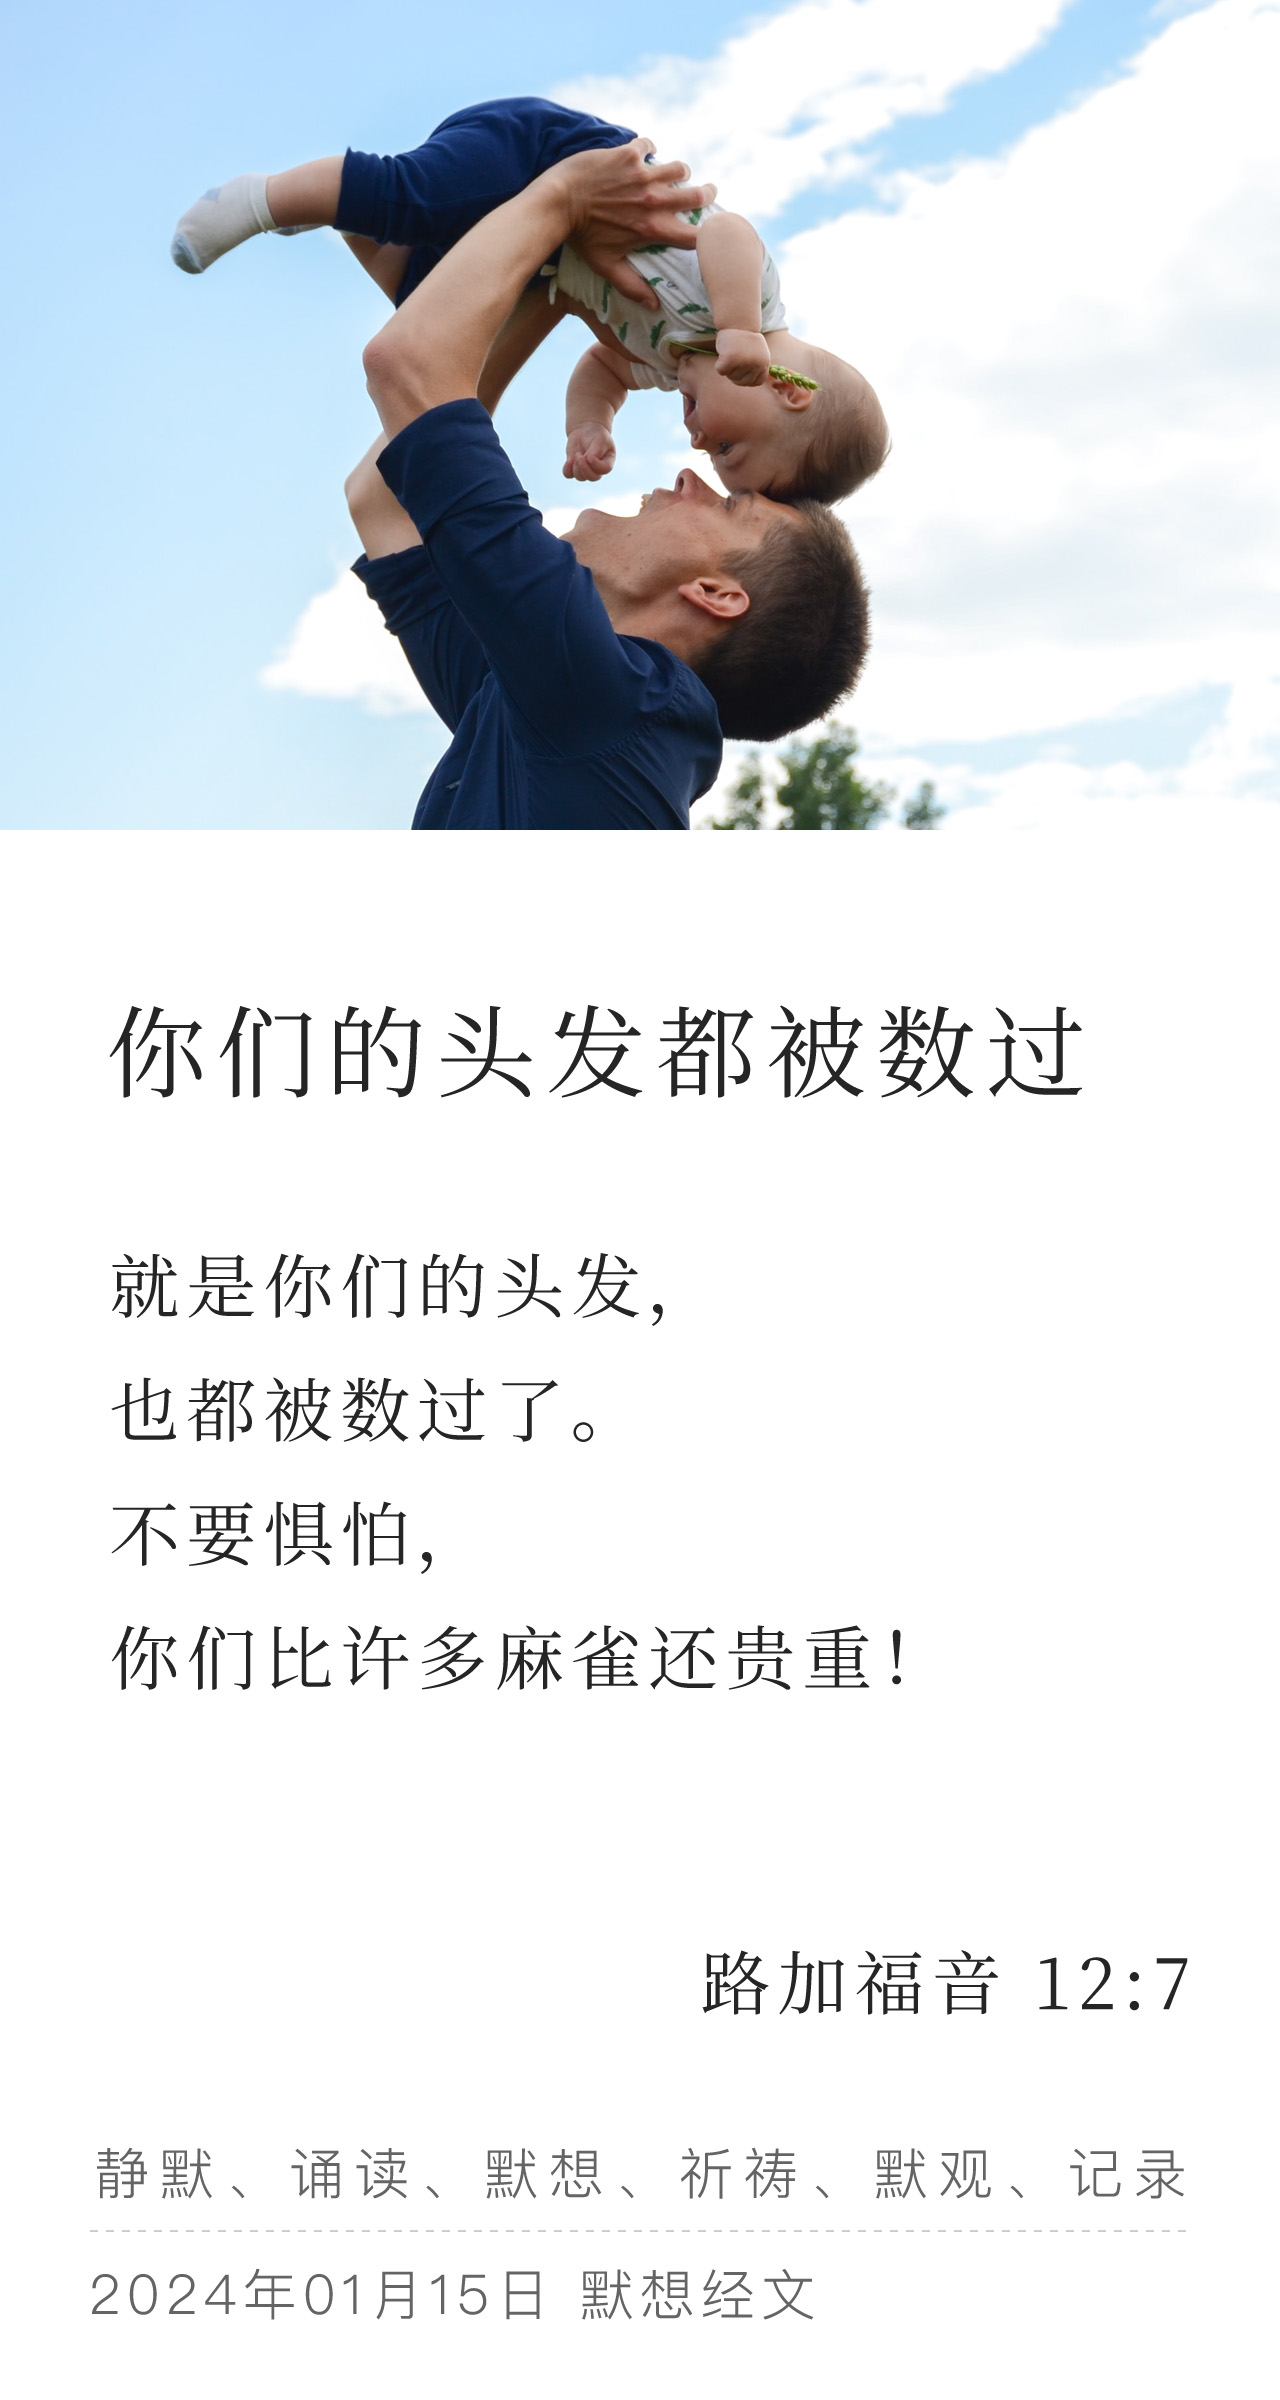 你们的头发都被数过
就是你们的头发，
也都被数过了。
不要惧怕，
你们比许多麻雀还贵重！
路加福音 12:7
静默、诵读、默想、祈祷、默观、记录
2024年01月15日 默想经文